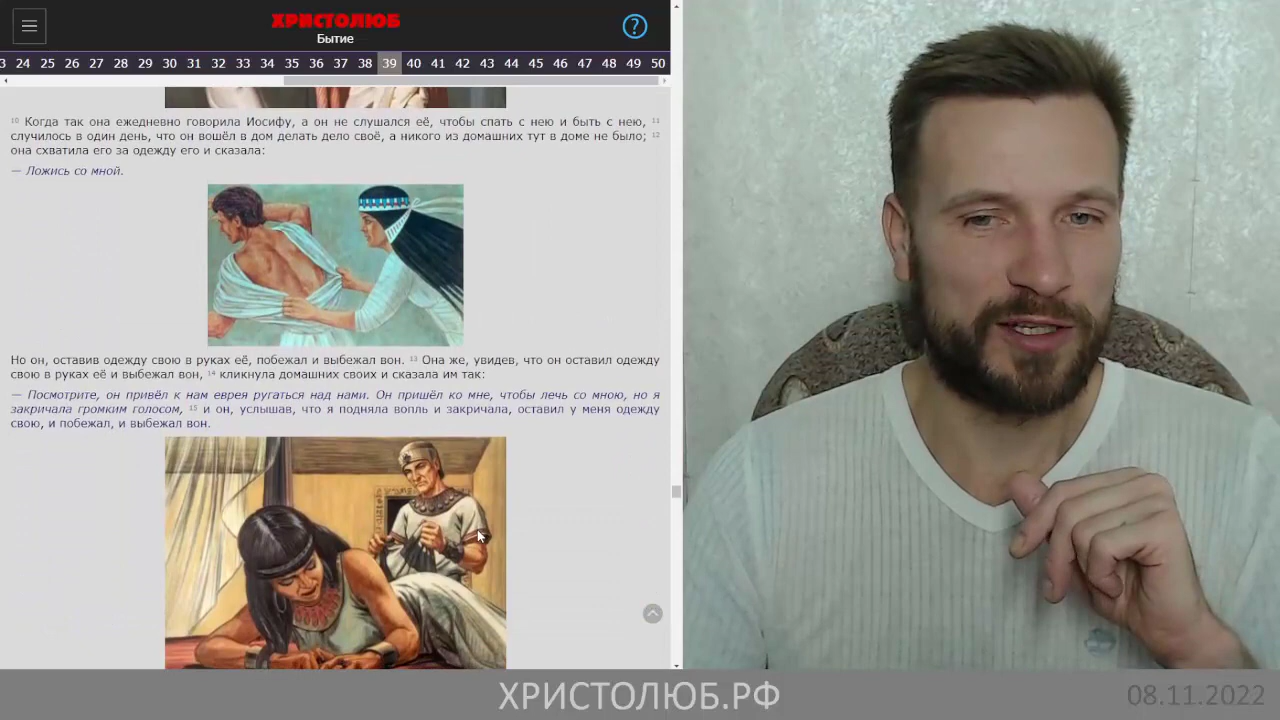 ХРИСТОЛЮБ
Бытие
3 24 25 26 27 28 29 30 31 32 33 34 35 36 37 38 39 40 41 42 43 44 45 46 47 48 49 50
10 Когда так она ежедневно говорила Иосифу, а он не слушался её, чтобы спать с нею и быть с нею, 11
случилось в один день, что он вошёл в дом делать дело своё, а никого из домашних тут в доме не было; 12
она схватила его за одежду его и сказала:
— Ложись со мной.
Но он, оставив одежду свою в руках её, побежал и выбежал вон. 13 Она же, увидев, что он оставил одежду
свою в руках её и выбежал вон, 14 кликнула домашних своих и сказала им так:
— Посмотрите, он привёл к нам еврея ругаться над нами. Он пришёл ко мне, чтобы лечь со мною, но я
закричала громким голосом, 15 и он, услышав, что я подняла вопль и закричала, оставил у меня одежду
свою, и побежал, и выбежал вон.
ХРИСТОЛЮБ.РФ
08.11.2022